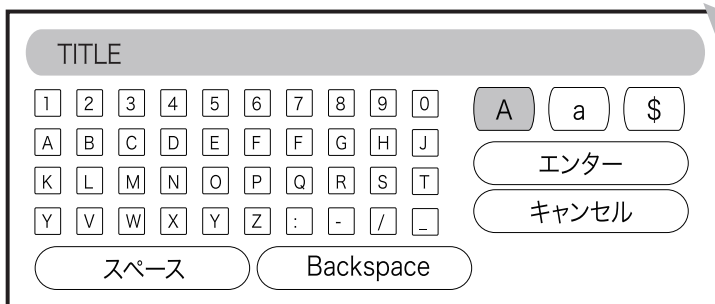 TITLE
1 2 3 4 5 6 7 8 9 0
A a $
A B C D E F F G H J
エンター
K L M N O P Q R S T
キャンセル
Y V W X Y Z : - / _
スペース Backspace